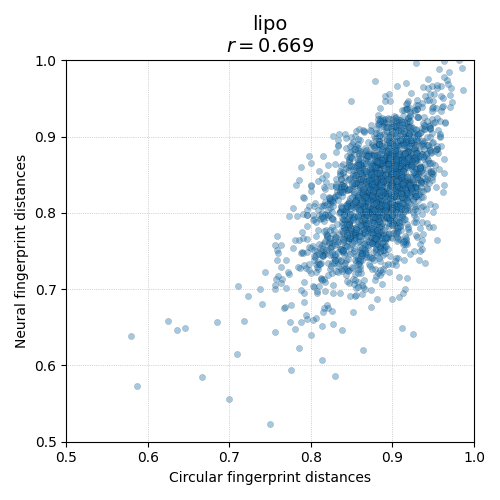 lipo
r = 0.669
1.0
0.9
0.8
0.7
0.6
0.5
Neural fingerprint distances
0.5 0.6 0.7 0.8 0.9 1.0
Circular fingerprint distances